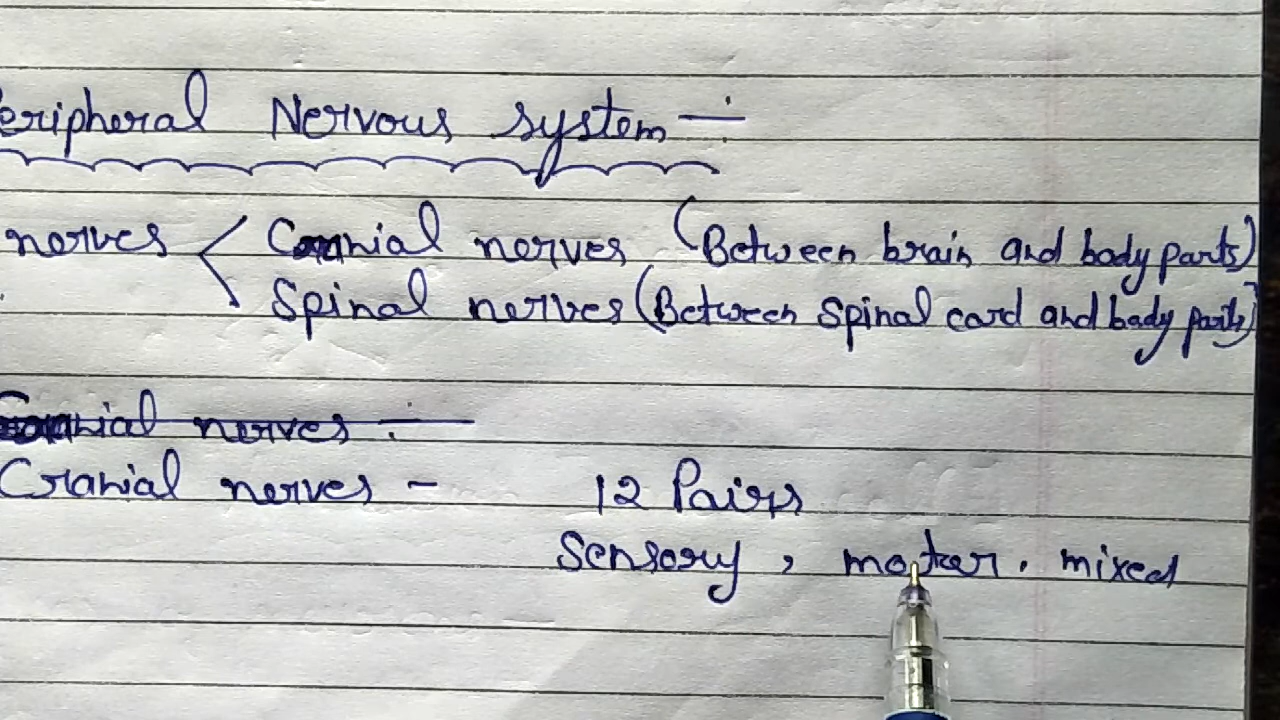 eripheral Nervous system :-
nerves < Cranial nerves (Between brain and body parts)
Spinal nerves (Between Spinal card and body parts)
Cranial nerves :-
Cranial nerves - 12 Pairs
Sensory, motor, mixed